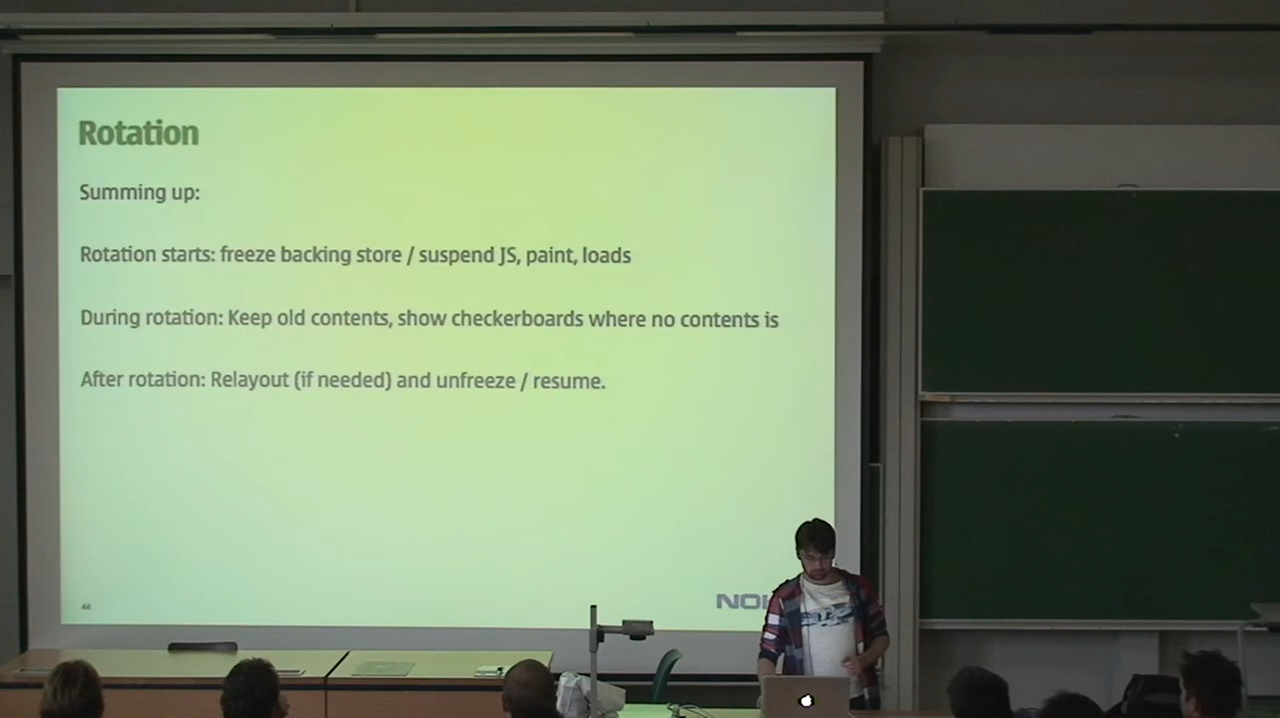 Rotation
Summing up:
Rotation starts: freeze backing store / suspend JS, paint, loads
During rotation: Keep old contents, show checkerboards where no contents is
After rotation: Relayout (if needed) and unfreeze / resume.
44